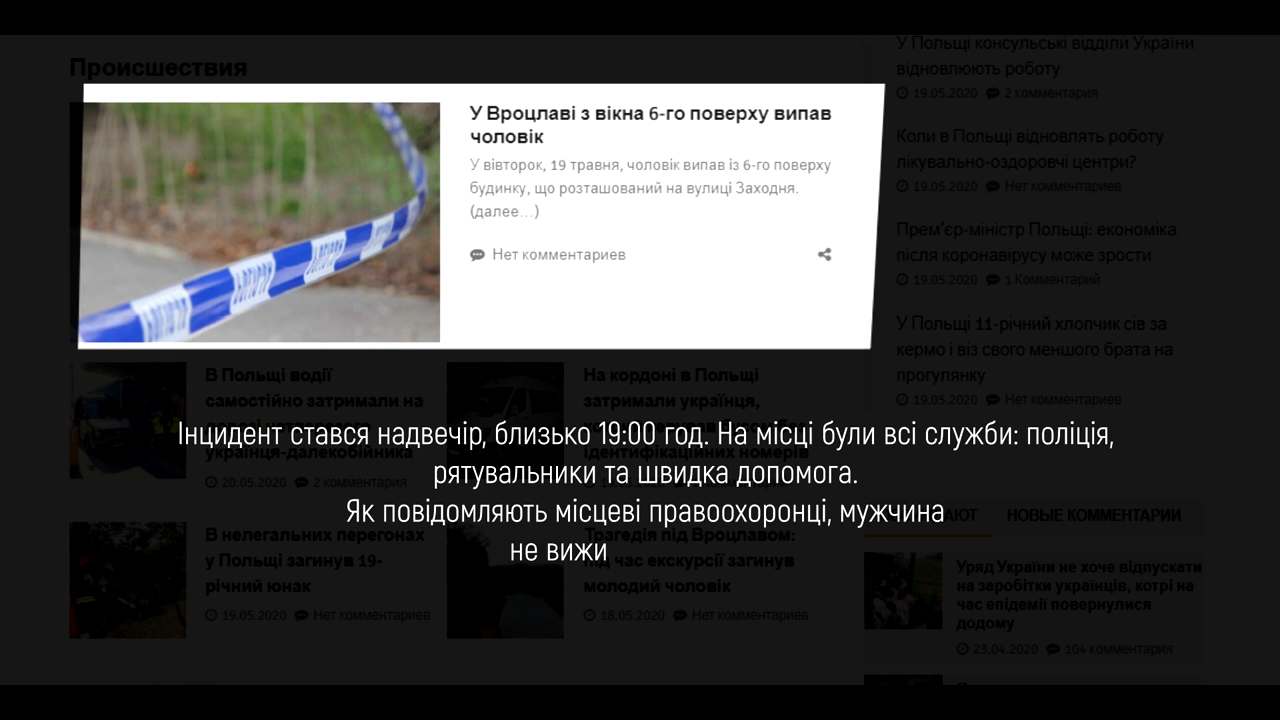 Происшествия
У Вроцлаві з вікна 6-го поверху випав
чоловік
У вівторок, 19 травня, чоловік випав із 6-го поверху
будинку, що розташований на вулиці Заходня.
(далее...)
Нет комментариев
В Польщі водії
самостійно затримали на
українця-далекобійника
20.05.2020 2 комментария
На кордоні в Польщі
затримали українця,
ідентифікаційних номерів
В нелегальних перегонах
у Польщі загинув 19-
річний юнак
19.05.2020 Нет комментариев
Трагедія під Вроцлавом:
під час екскурсії загинув
молодий чоловік
18.05.2020 Нет комментариев
У Польщі консульські відділи України
відновлюють роботу
19.05.2020 2 комментария
Коли в Польщі відновлять роботу
лікувально-оздоровчі центри?
19.05.2020 Нет комментариев
Прем'єр-міністр Польщі: економіка
після коронавірусу може зрости
19.05.2020 1 Комментарий
У Польщі 11-річний хлопчик сів за
кермо і віз свого меншого брата на
прогулянку
19.05.2020 Нет комментариев
НОВЫЕ КОММЕНТАРИИ
Уряд України не хоче відпускати
на заробітки українців, котрі на
час епідемії повернулися
додому
23.04.2020 104 комментария
Інцидент стався надвечір, близько 19:00 год. На місці були всі служби: поліція,
рятувальники та швидка допомога.
Як повідомляють місцеві правоохоронці, мужчина
не вижи